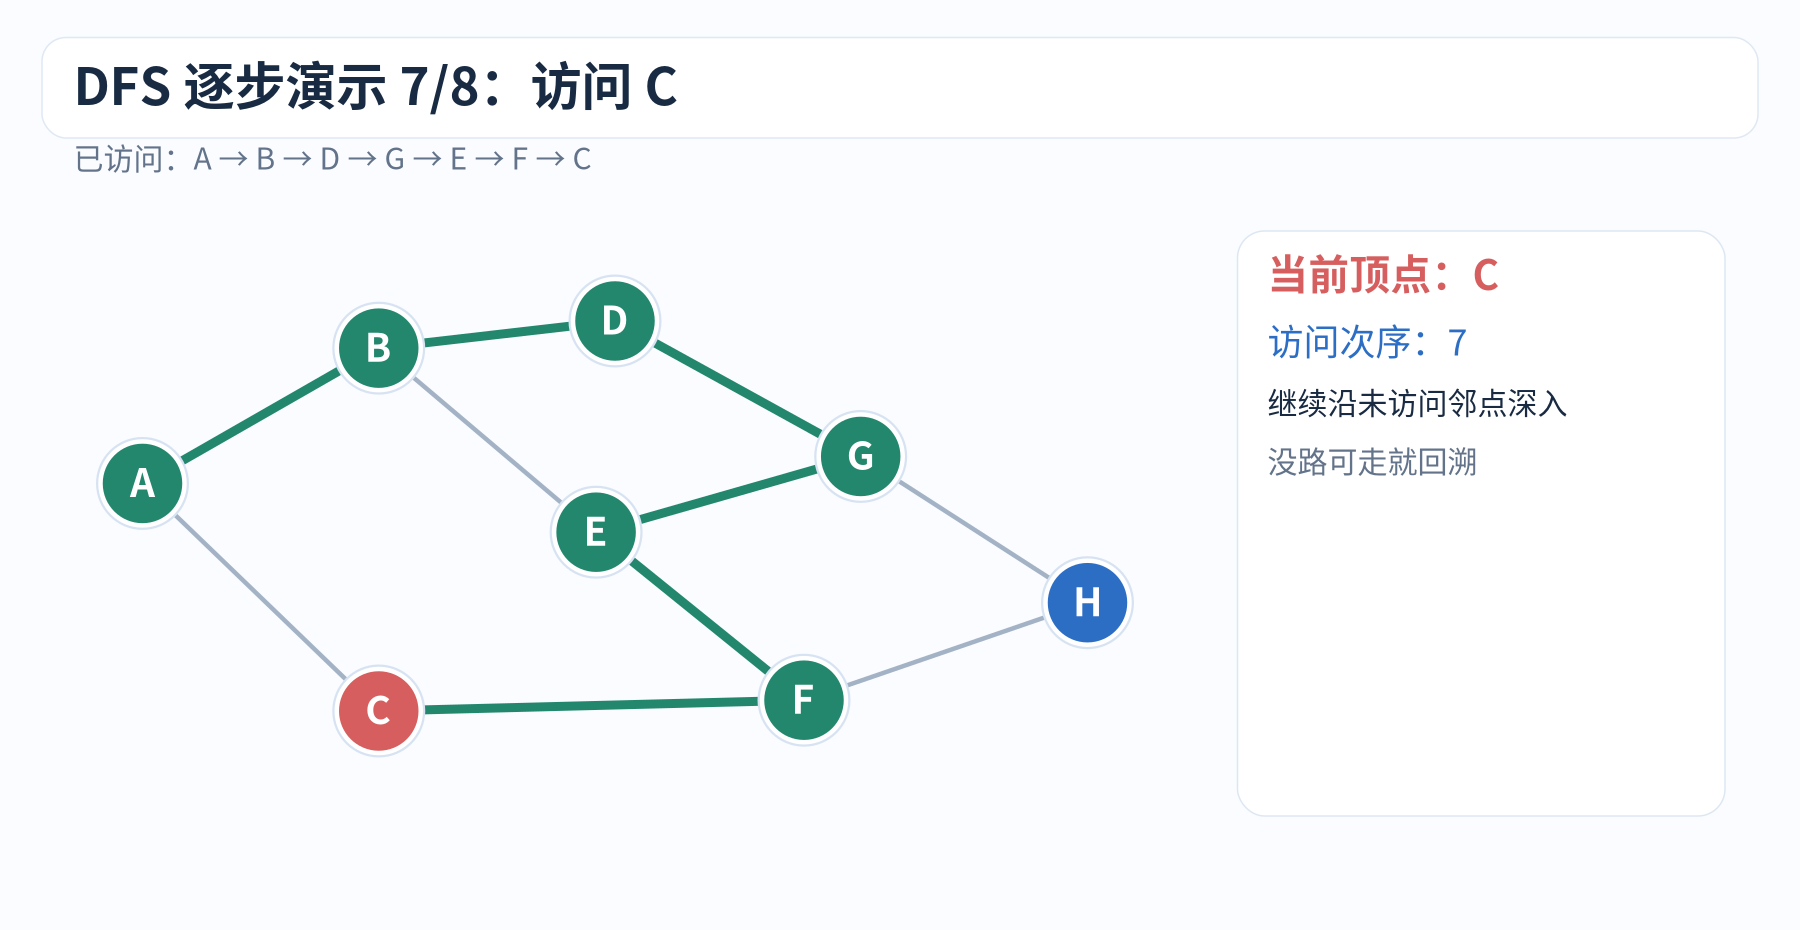 DFS 逐步演示 7/8：访问 C
已访问：A → B → D → G → E → F → C
当前顶点：C
访问次序：7
继续沿未访问邻点深入
没路可走就回溯
D
B
G
A
E
H
F
C